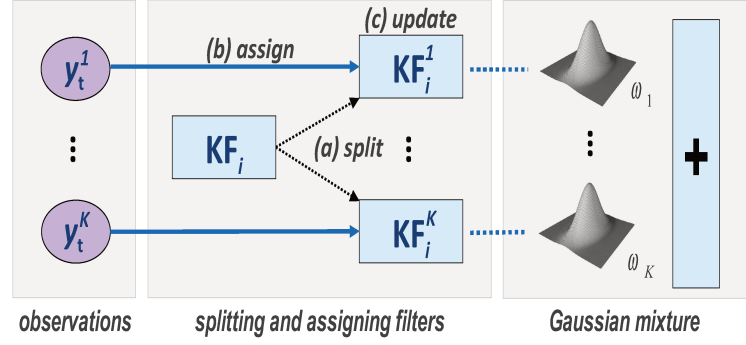 (c) update
(b) assign
y_t^1
KF_i^1
ω_1
KF_i
(a) split
+
y_t^K
KF_i^K
ω_K
observations
splitting and assigning filters
Gaussian mixture